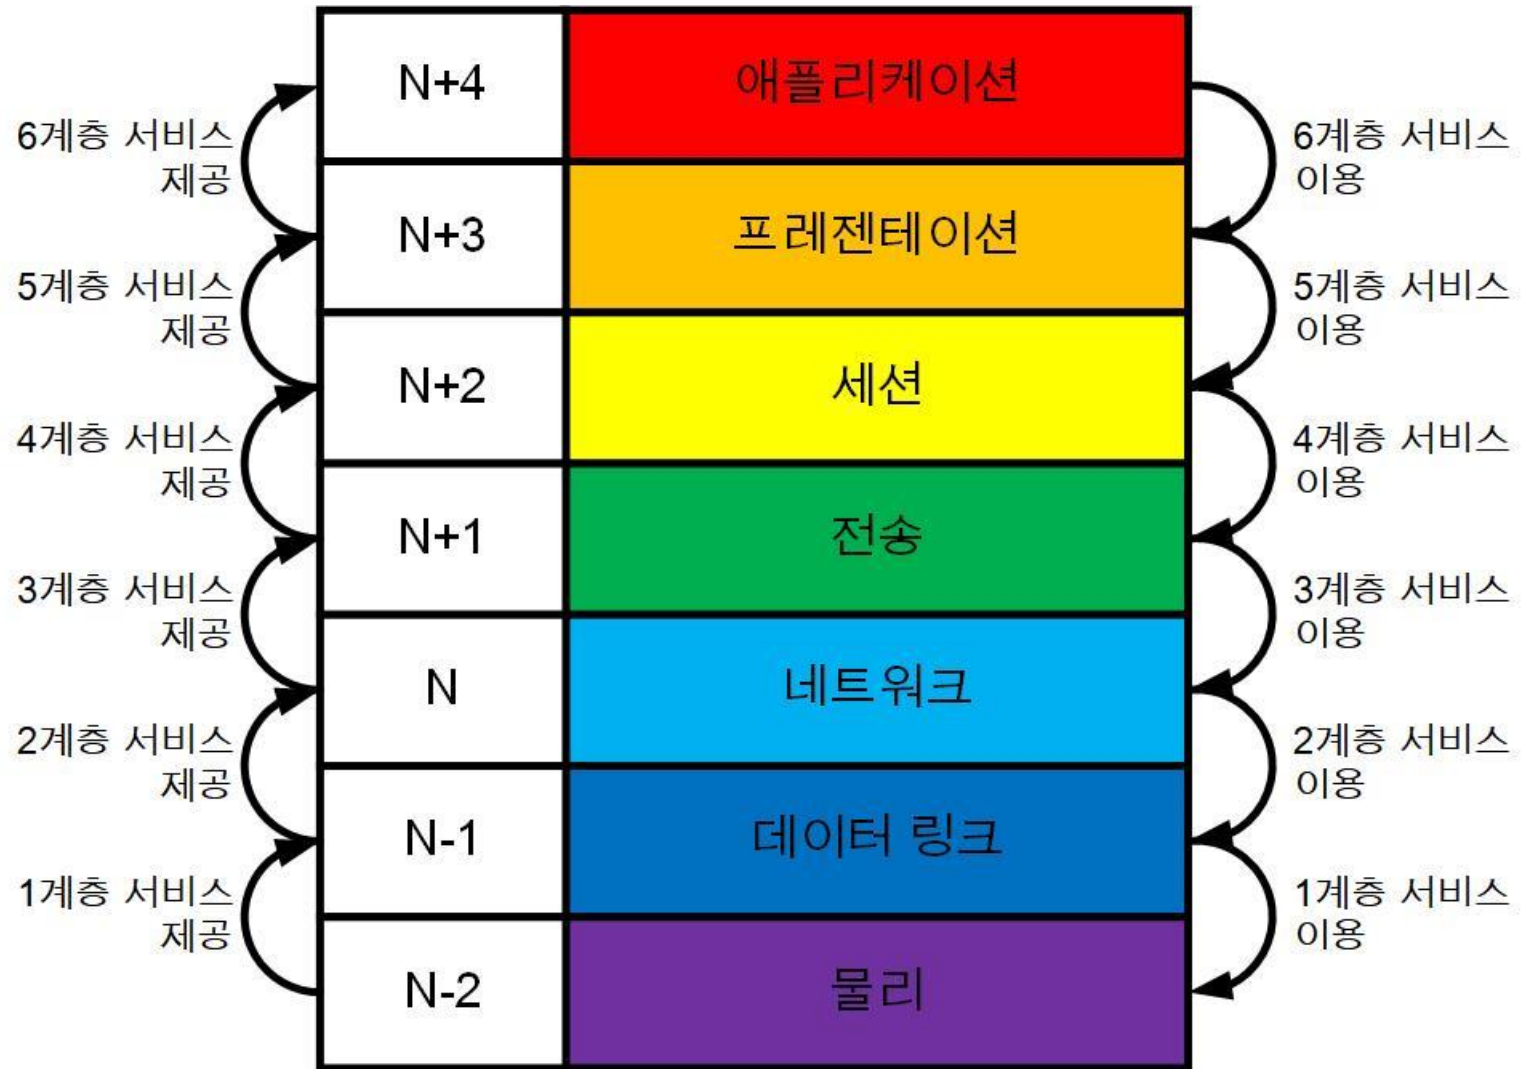 N+4
애플리케이션
6계층 서비스
제공
6계층 서비스
이용
N+3
프레젠테이션
5계층 서비스
제공
5계층 서비스
이용
N+2
세션
4계층 서비스
제공
4계층 서비스
이용
N+1
전송
3계층 서비스
제공
3계층 서비스
이용
N
네트워크
2계층 서비스
제공
2계층 서비스
이용
N-1
데이터 링크
1계층 서비스
제공
1계층 서비스
이용
N-2
물리